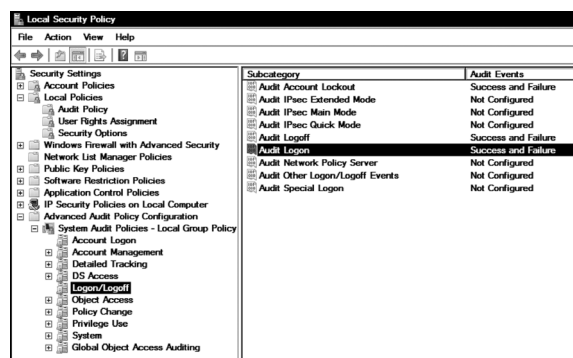 Local Security Policy
File Action View Help
Security Settings
Account Policies
Local Policies
Audit Policy
User Rights Assignment
Security Options
Windows Firewall with Advanced Security
Network List Manager Policies
Public Key Policies
Software Restriction Policies
Application Control Policies
IP Security Policies on Local Computer
Advanced Audit Policy Configuration
System Audit Policies - Local Group Policy
Account Logon
Account Management
Detailed Tracking
DS Access
Logon/Logoff
Object Access
Policy Change
Privilege Use
System
Global Object Access Auditing
Subcategory Audit Events
Audit Account Lockout Success and Failure
Audit IPsec Extended Mode Not Configured
Audit IPsec Main Mode Not Configured
Audit IPsec Quick Mode Not Configured
Audit Logoff Success and Failure
Audit Logon Success and Failure
Audit Network Policy Server Not Configured
Audit Other Logon/Logoff Events Not Configured
Audit Special Logon Not Configured